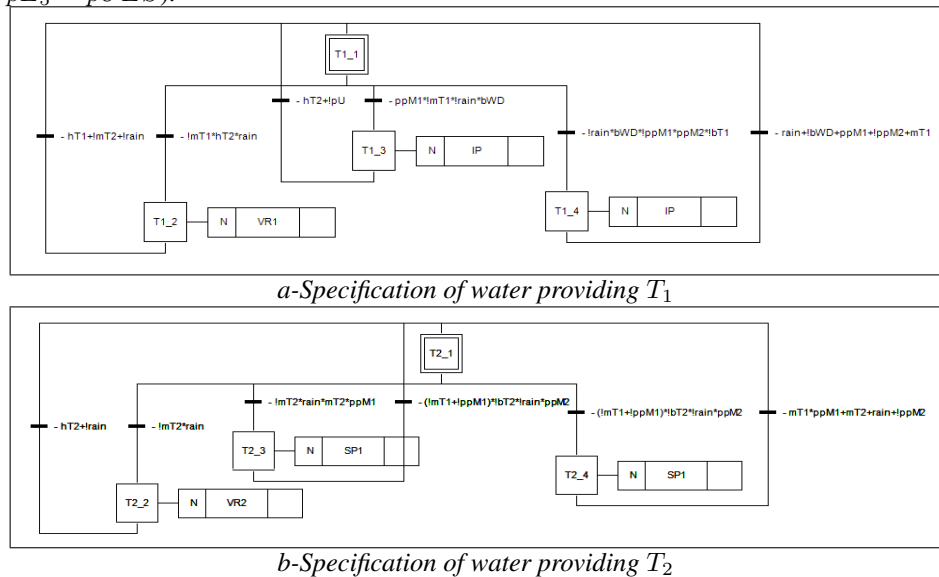 T1_1
- hT2+!pU
- ppM1*!mT1*!rain*bWD
- hT1+!mT2+!rain
- !mT1*hT2*rain
- !rain*bWD*!ppM1*ppM2*!bT1
- rain+!bWD+ppM1+!ppM2+mT1
T1_3 N IP
T1_2 N VR1
T1_4 N IP
a-Specification of water providing T1
T2_1
- !mT2*rain*mT2*ppM1
- (!mT1+!ppM1)*!bT2*!rain*ppM2
- (!mT1+!ppM1)*!bT2*!rain*ppM2
- mT1*ppM1+mT2+rain+!ppM2
- hT2+!rain
- !mT2*rain
T2_3 N SP1
T2_4 N SP1
T2_2 N VR2
b-Specification of water providing T2